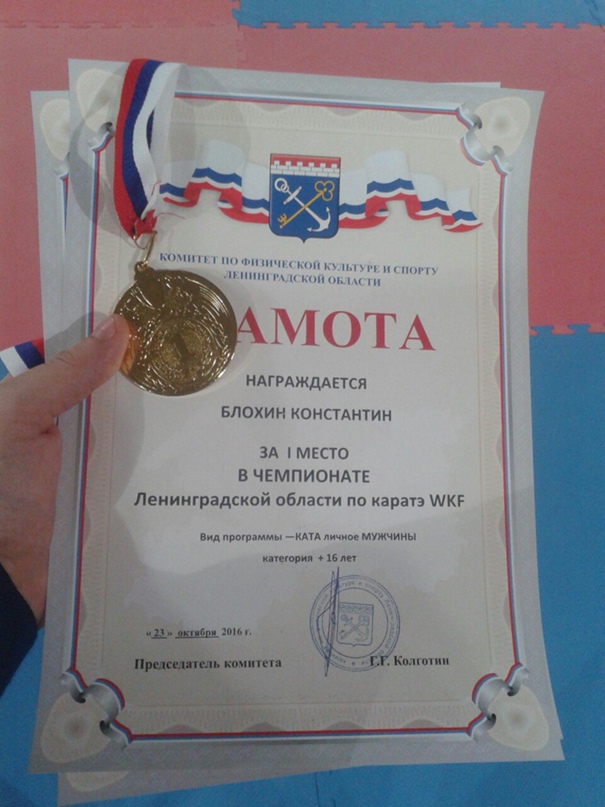 КОМИТЕТ ПО ФИЗИЧЕСКОЙ КУЛЬТУРЕ И СПОРТУ
ЛЕНИНГРАДСКОЙ ОБЛАСТИ
АМОТА
НАГРАЖДАЕТСЯ
БЛОХИН КОНСТАНТИН
ЗА I МЕСТО
В ЧЕМПИОНАТЕ
Ленинградской области по каратэ WKF
Вид программы —КАТА личное МУЖЧИНЫ
категория + 16 лет
« 23 » октября 2016 г.
Председатель комитета Г.Г. Колготин